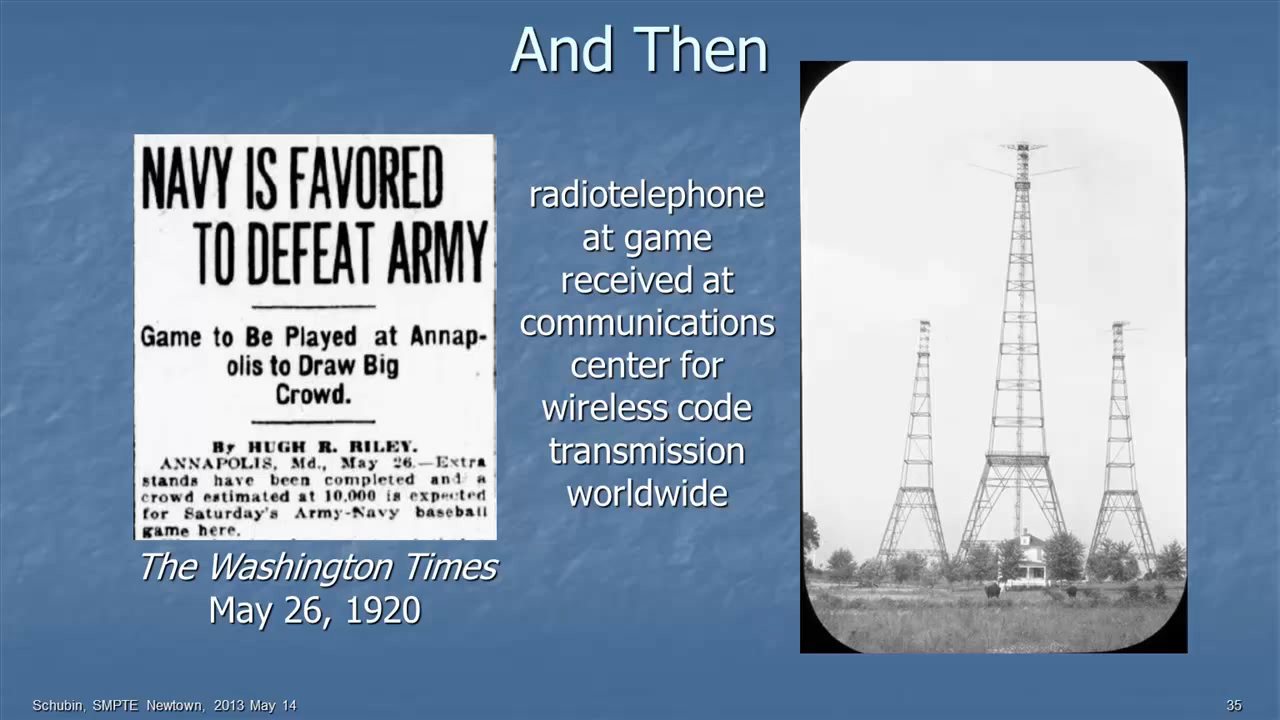 And Then
NAVY IS FAVORED
TO DEFEAT ARMY
Game to Be Played at Annap-
olis to Draw Big
Crowd.
By HUGH R. RILEY.
ANNAPOLIS, Md., May 26.—Extra
stands have been completed and a
crowd estimated at 10,000 is expected
for Saturday's Army-Navy baseball
game here.
The Washington Times
May 26, 1920
radiotelephone
at game
received at
communications
center for
wireless code
transmission
worldwide
Schubin, SMPTE Newtown, 2013 May 14
35